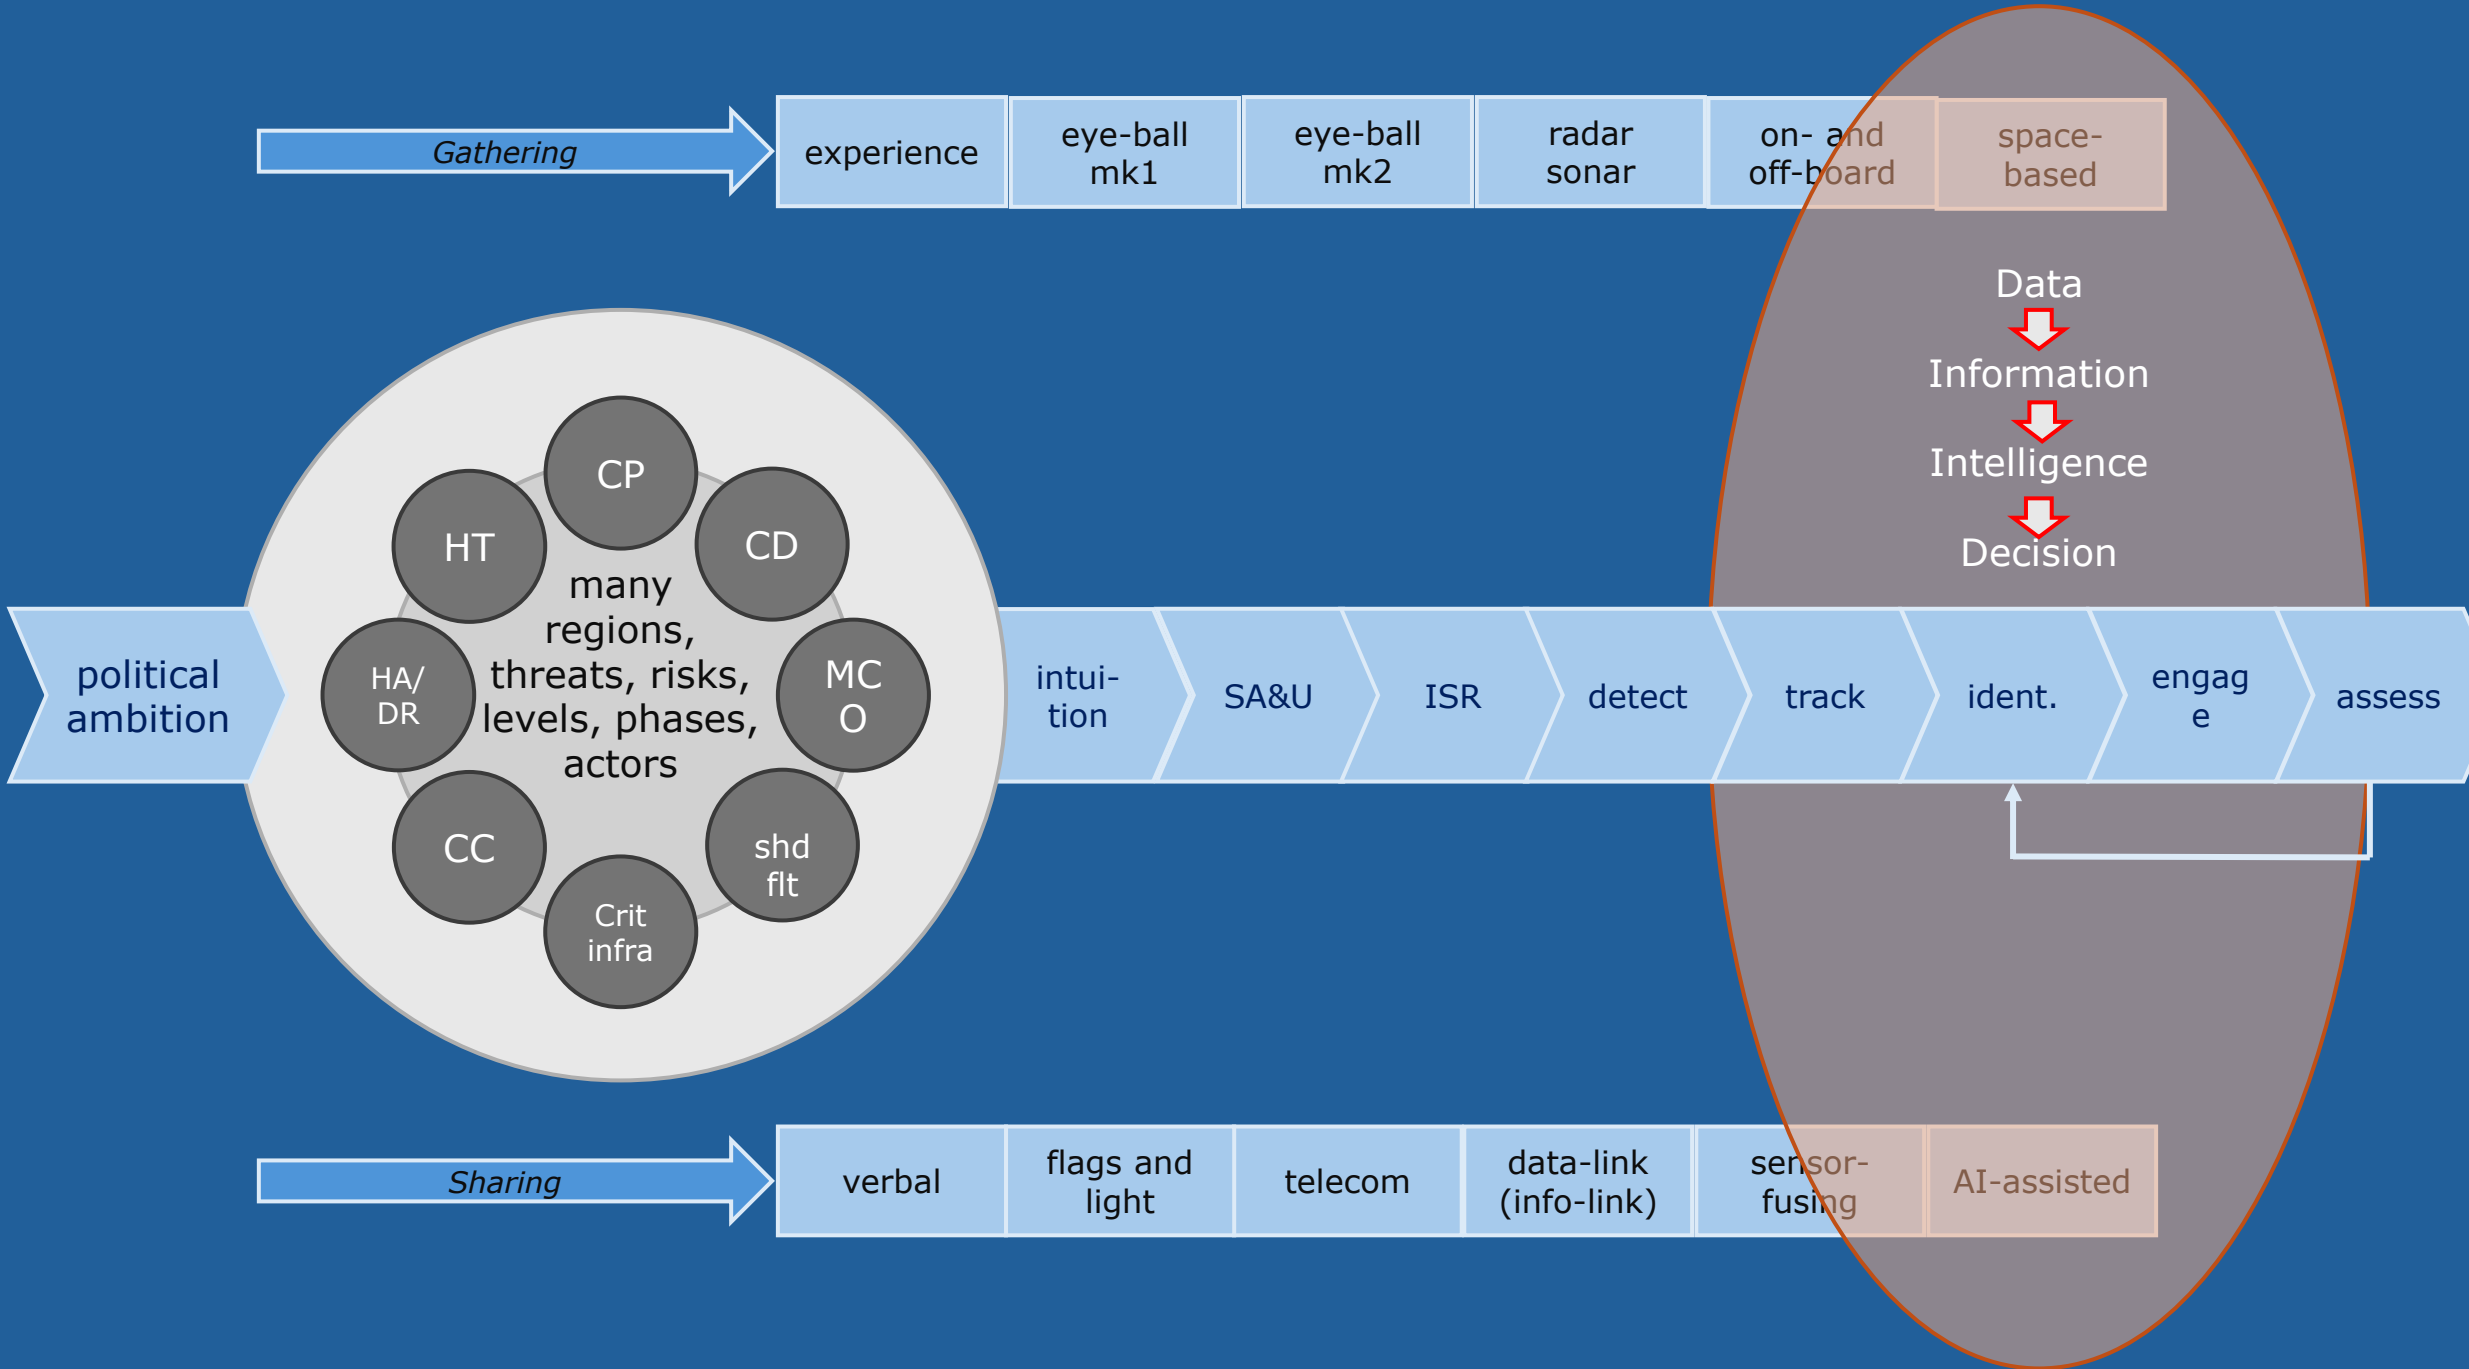 Gathering
experience
eye-ball
mk1
eye-ball
mk2
radar
sonar
on- and
off-board
space-
based
Data
Information
Intelligence
Decision
political
ambition
CP
CD
MC
O
shd
flt
Crit
infra
CC
HA/
DR
HT
many
regions,
threats, risks,
levels, phases,
actors
intui-
tion
SA&U
ISR
detect
track
ident.
engag
e
assess
Sharing
verbal
flags and
light
telecom
data-link
(info-link)
sensor-
fusing
AI-assisted